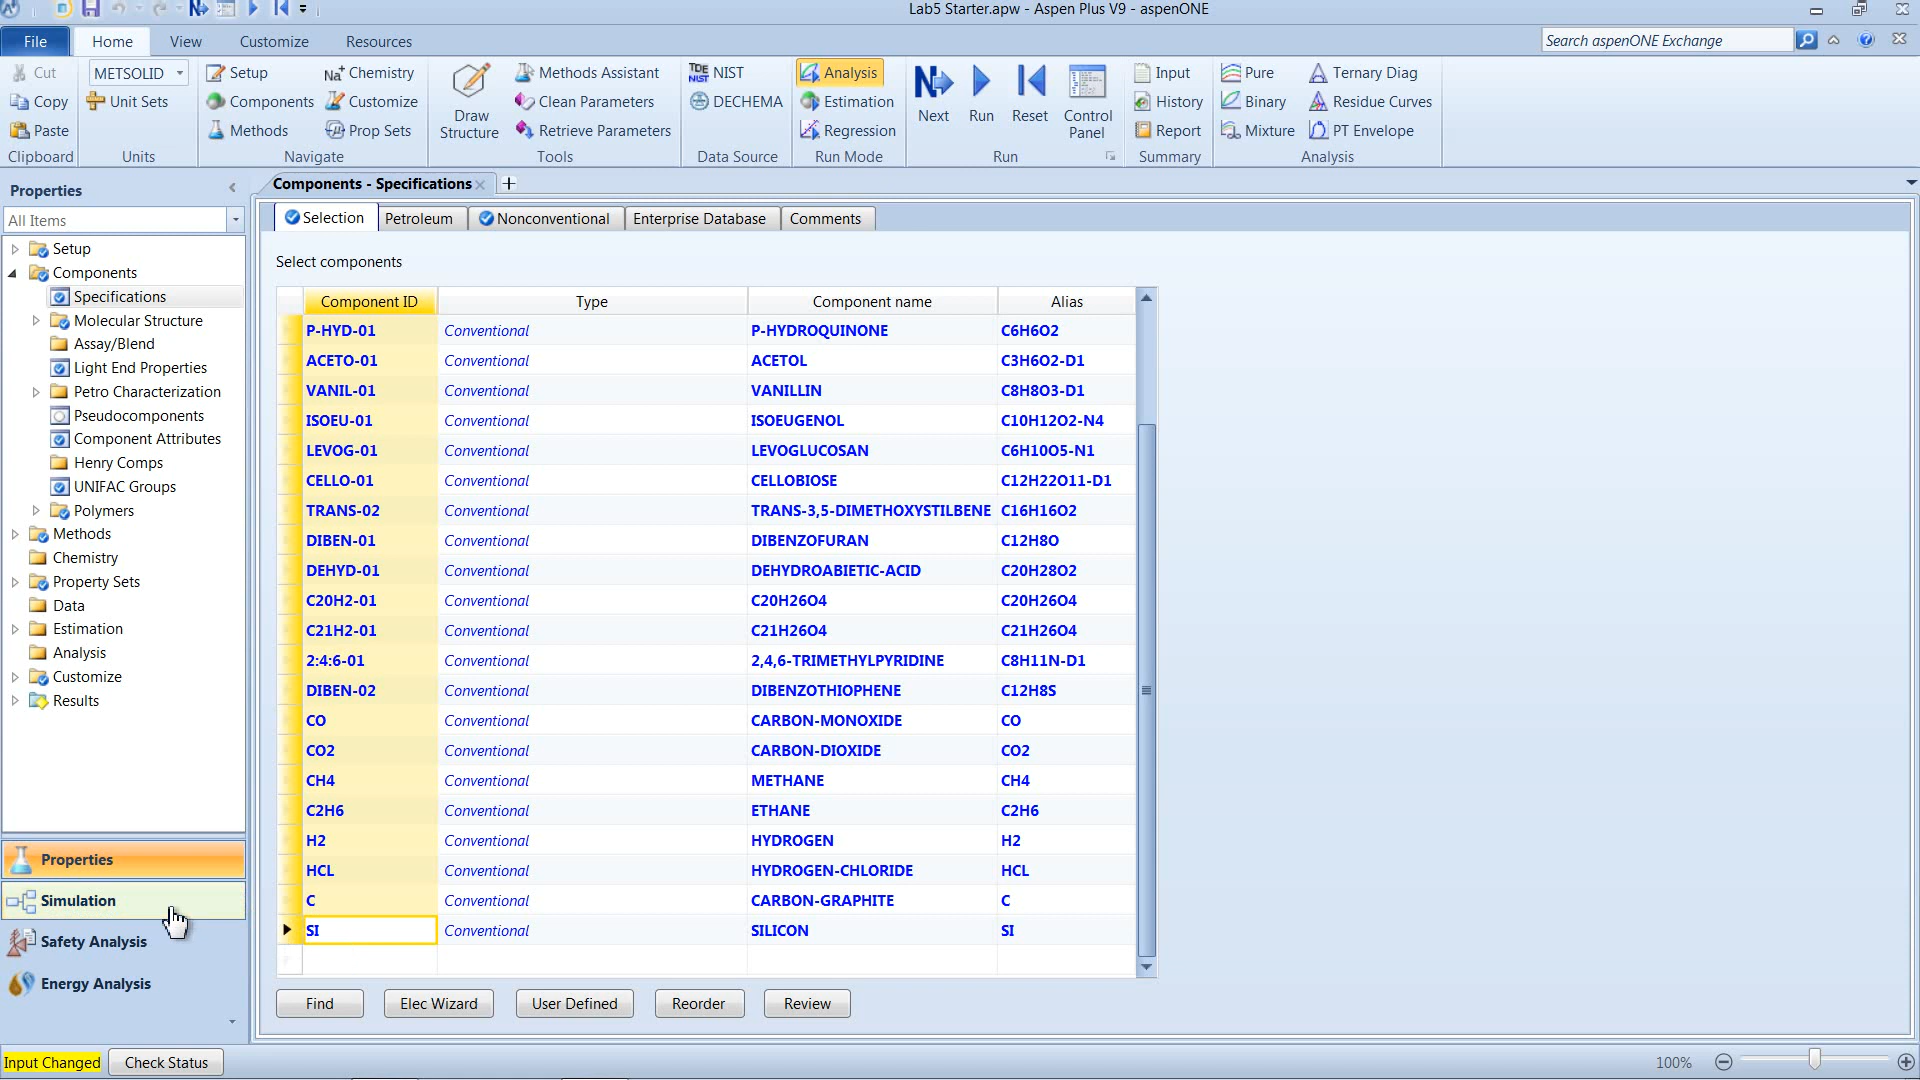 Lab5 Starter.apw - Aspen Plus V9 - aspenONE
File Home View Customize Resources Search aspenONE Exchange
Cut METSOLID Setup Na+ Chemistry Methods Assistant TDE NIST NIST Analysis Input Pure Ternary Diag
Copy Unit Sets Components Customize Clean Parameters DECHEMA Estimation History Binary Residue Curves
Paste Methods Prop Sets Draw Structure Retrieve Parameters Regression N Next Run Reset Control Panel Report Mixture PT Envelope
Clipboard Units Navigate Tools Data Source Run Mode Run Summary Analysis
Properties
All Items
Setup
Components
Specifications
Molecular Structure
Assay/Blend
Light End Properties
Petro Characterization
Pseudocomponents
Component Attributes
Henry Comps
UNIFAC Groups
Polymers
Methods
Chemistry
Property Sets
Data
Estimation
Analysis
Customize
Results
Properties
Simulation
Safety Analysis
Energy Analysis
Components - Specifications
Selection Petroleum Nonconventional Enterprise Database Comments
Select components
Component ID Type Component name Alias
P-HYD-01 Conventional P-HYDROQUINONE C6H6O2
ACETO-01 Conventional ACETOL C3H6O2-D1
VANIL-01 Conventional VANILLIN C8H8O3-D1
ISOEU-01 Conventional ISOEUGENOL C10H12O2-N4
LEVOG-01 Conventional LEVOGLUCOSAN C6H10O5-N1
CELLO-01 Conventional CELLOBIOSE C12H22O11-D1
TRANS-02 Conventional TRANS-3,5-DIMETHOXYSTILBENE C16H16O2
DIBEN-01 Conventional DIBENZOFURAN C12H8O
DEHYD-01 Conventional DEHYDROABIETIC-ACID C20H28O2
C20H2-01 Conventional C20H26O4 C20H26O4
C21H2-01 Conventional C21H26O4 C21H26O4
2:4:6-01 Conventional 2,4,6-TRIMETHYLPYRIDINE C8H11N-D1
DIBEN-02 Conventional DIBENZOTHIOPHENE C12H8S
CO Conventional CARBON-MONOXIDE CO
CO2 Conventional CARBON-DIOXIDE CO2
CH4 Conventional METHANE CH4
C2H6 Conventional ETHANE C2H6
H2 Conventional HYDROGEN H2
HCL Conventional HYDROGEN-CHLORIDE HCL
C Conventional CARBON-GRAPHITE C
SI Conventional SILICON SI
Find Elec Wizard User Defined Reorder Review
Input Changed Check Status 100%